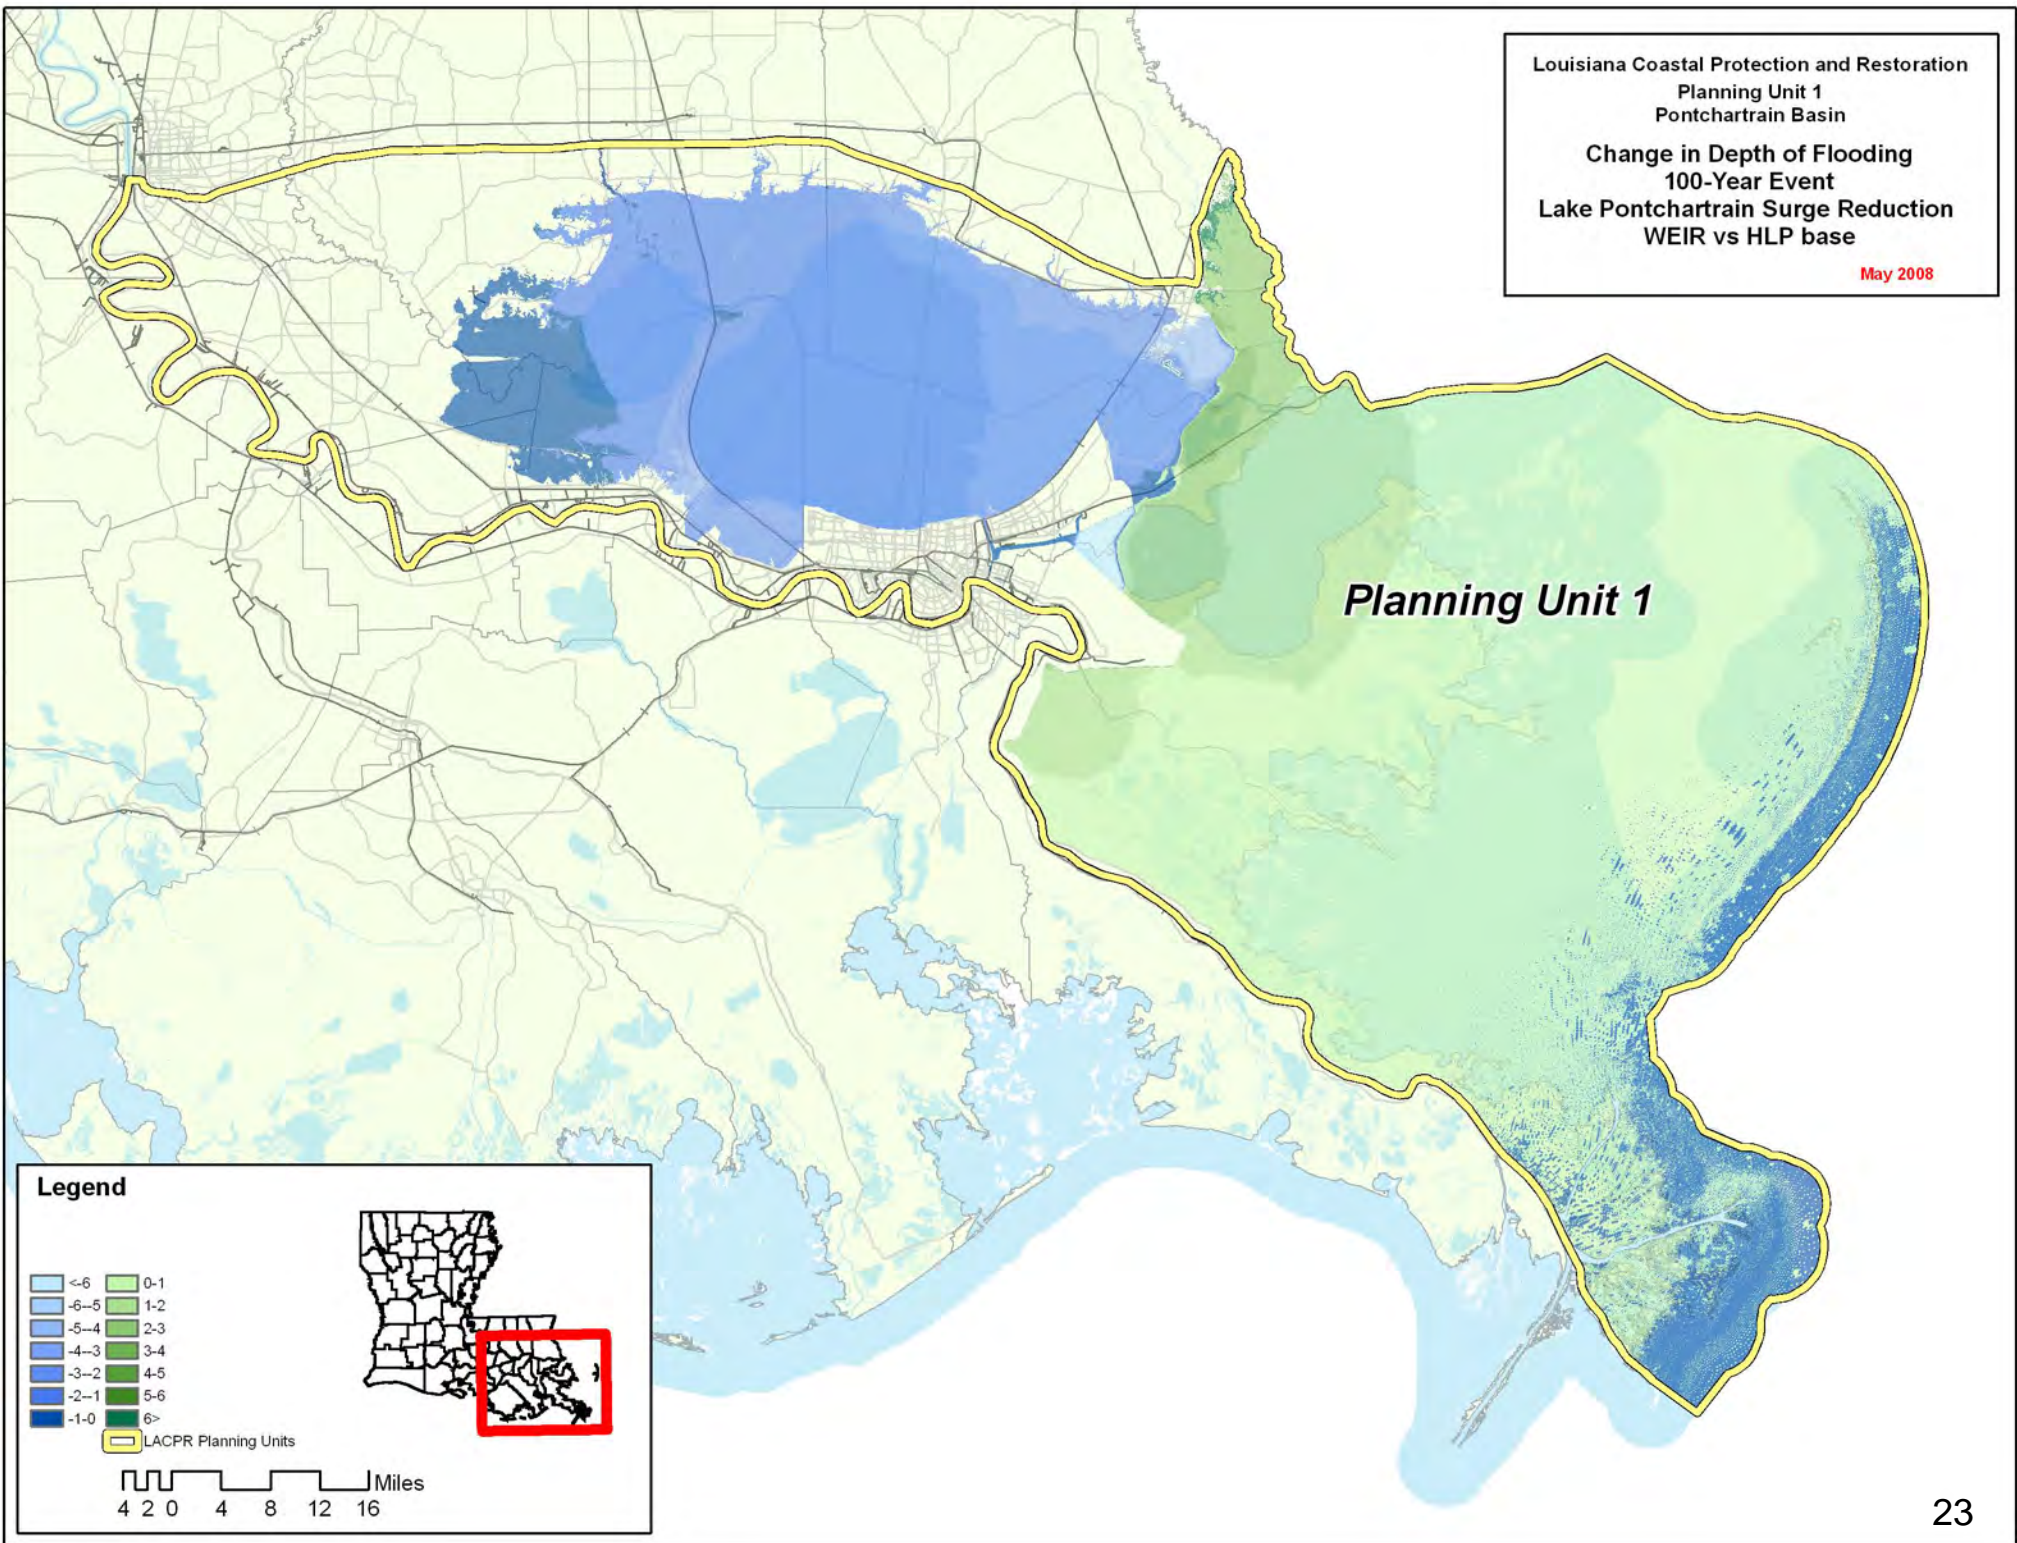 Louisiana Coastal Protection and Restoration
Planning Unit 1
Pontchartrain Basin
Change in Depth of Flooding
100-Year Event
Lake Pontchartrain Surge Reduction
WEIR vs HLP base
May 2008
Planning Unit 1
Legend
<-6 0-1
-6--5 1-2
-5--4 2-3
-4--3 3-4
-3--2 4-5
-2--1 5-6
-1-0 6>
LACPR Planning Units
Miles
4 2 0 4 8 12 16
23